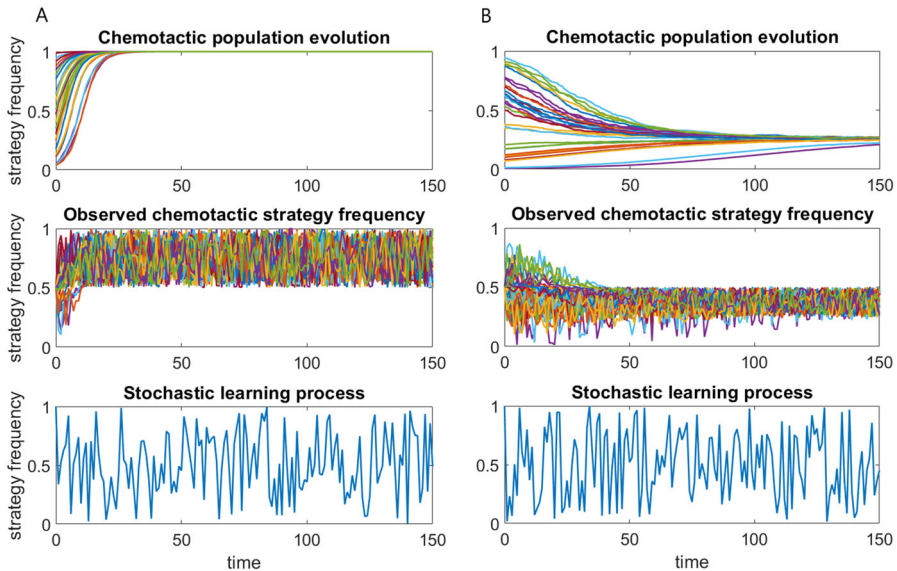 A
Chemotactic population evolution
strategy frequency
1
0.5
0
0 50 100 150
Observed chemotactic strategy frequency
strategy frequency
1
0.5
0
0 50 100 150
Stochastic learning process
strategy frequency
1
0.5
0
0 50 100 150
time
B
Chemotactic population evolution
1
0.5
0
0 50 100 150
Observed chemotactic strategy frequency
1
0.5
0
0 50 100 150
Stochastic learning process
1
0.5
0
0 50 100 150
time